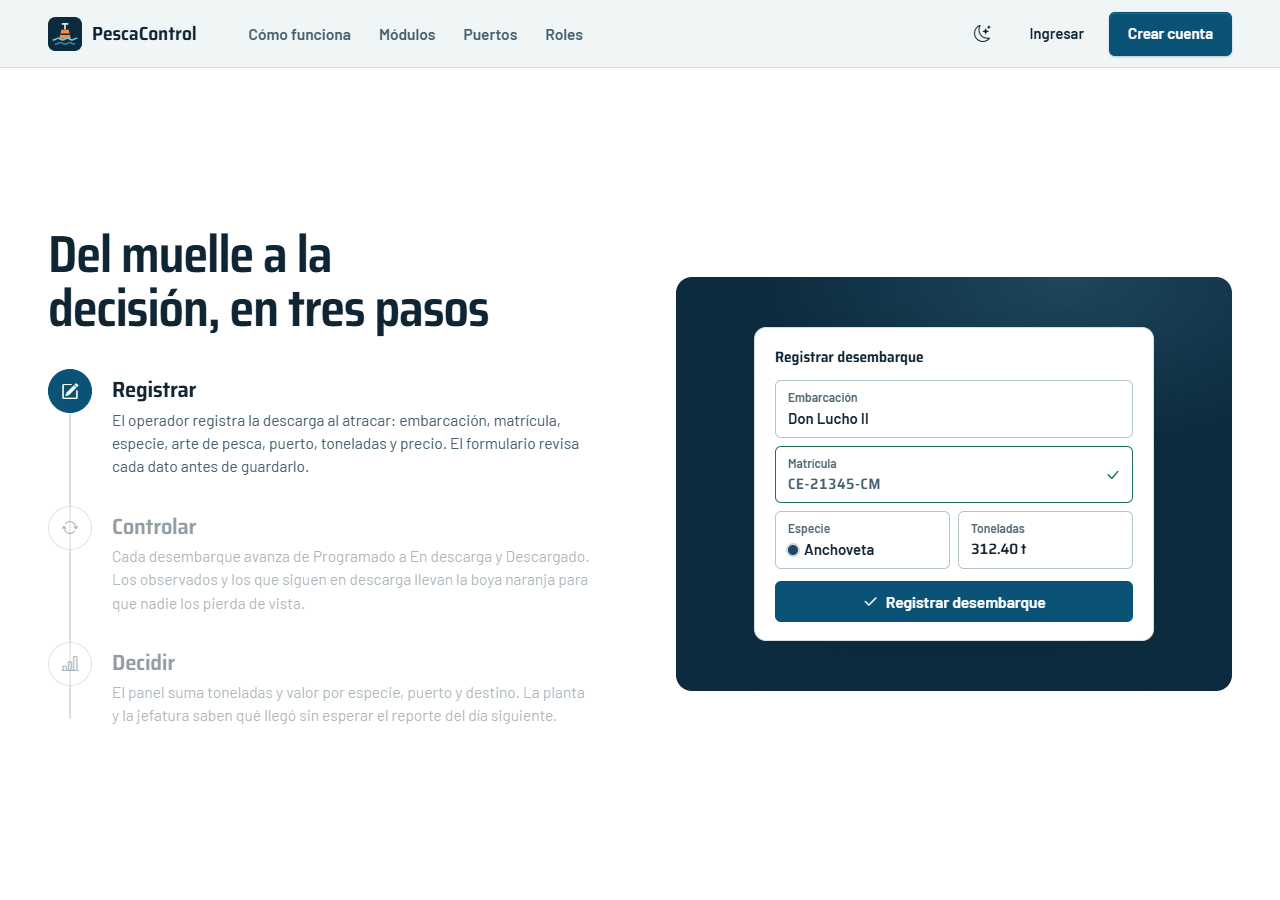 PescaControl
Cómo funciona
Módulos
Puertos
Roles
Ingresar
Crear cuenta
Del muelle a la
decisión, en tres pasos
Registrar
El operador registra la descarga al atracar: embarcación, matrícula,
especie, arte de pesca, puerto, toneladas y precio. El formulario revisa
cada dato antes de guardarlo.
Controlar
Cada desembarque avanza de Programado a En descarga y Descargado.
Los observados y los que siguen en descarga llevan la boya naranja para
que nadie los pierda de vista.
Decidir
El panel suma toneladas y valor por especie, puerto y destino. La planta
y la jefatura saben qué llegó sin esperar el reporte del día siguiente.
Registrar desembarque
Embarcación
Don Lucho II
Matrícula
CE-21345-CM
Especie
Anchoveta
Toneladas
312.40 t
Registrar desembarque